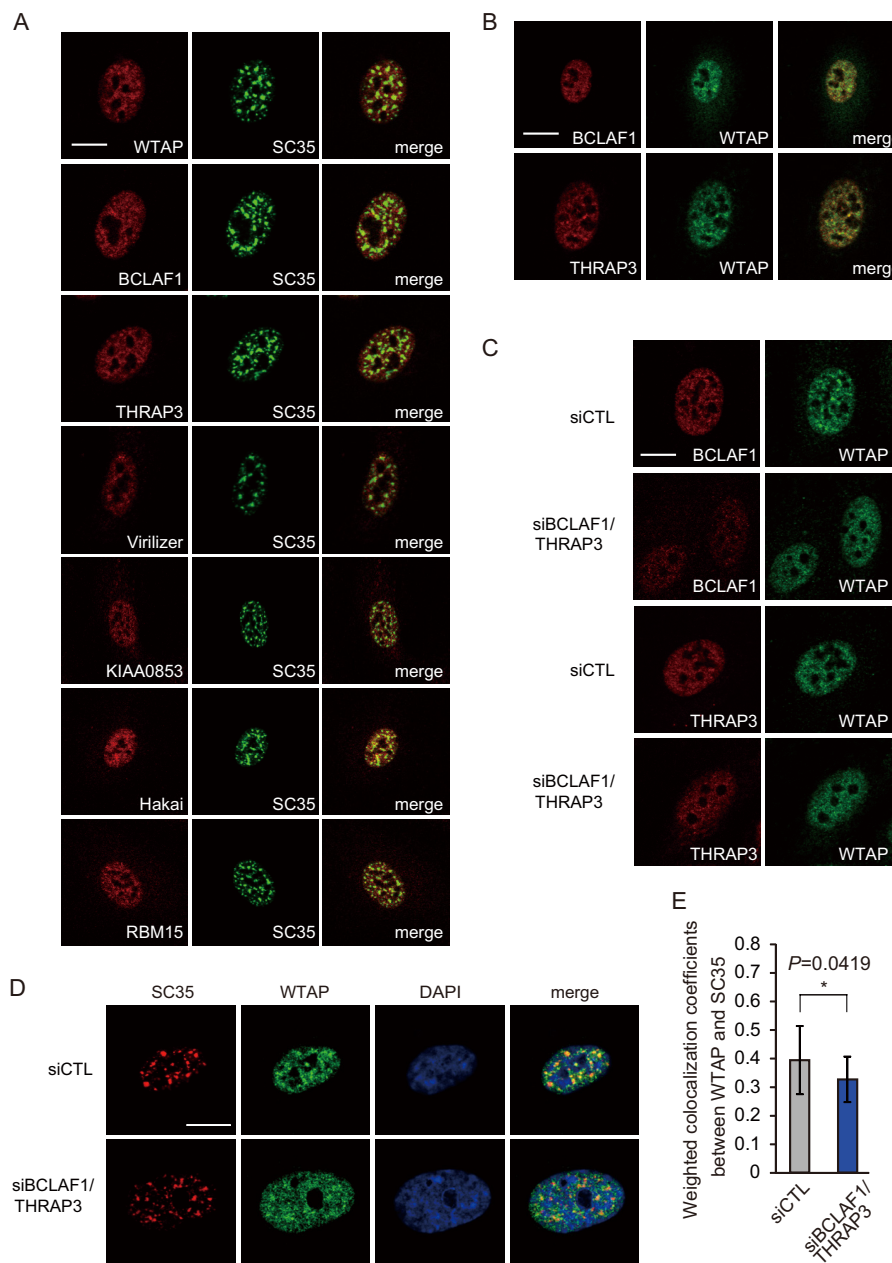 A
WTAP
SC35
merge
BCLAF1
SC35
merge
THRAP3
SC35
merge
Virilizer
SC35
merge
KIAA0853
SC35
merge
Hakai
SC35
merge
RBM15
SC35
merge
B
BCLAF1
WTAP
merg
THRAP3
WTAP
merg
C
siCTL
BCLAF1
WTAP
siBCLAF1/
THRAP3
BCLAF1
WTAP
siCTL
THRAP3
WTAP
siBCLAF1/
THRAP3
THRAP3
WTAP
D
SC35
WTAP
DAPI
merge
siCTL
siBCLAF1/
THRAP3
E
Weighted colocalization coefficients
between WTAP and SC35
0.8
0.7
0.6
0.5
0.4
0.3
0.2
0.1
0
P=0.0419
*
siCTL
siBCLAF1/
THRAP3